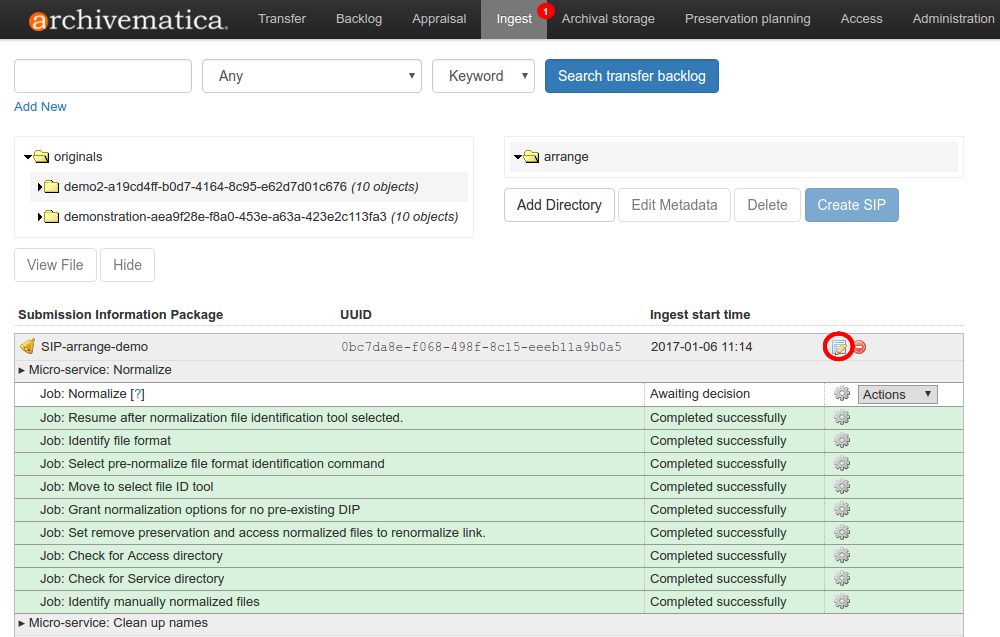 archivematica.
Transfer Backlog Appraisal Ingest 1 Archival storage Preservation planning Access Administration
Any Keyword Search transfer backlog
Add New
originals
demo2-a19cd4ff-b0d7-4164-8c95-e62d7d01c676 (10 objects)
demonstration-aea9f28e-f8a0-453e-a63a-423e2c113fa3 (10 objects)
arrange
Add Directory Edit Metadata Delete Create SIP
View File Hide
Submission Information Package UUID Ingest start time
SIP-arrange-demo 0bc7da8e-f068-498f-8c15-eeeb11a9b0a5 2017-01-06 11:14
Micro-service: Normalize
Job: Normalize [?] Awaiting decision Actions
Job: Resume after normalization file identification tool selected. Completed successfully
Job: Identify file format Completed successfully
Job: Select pre-normalize file format identification command Completed successfully
Job: Move to select file ID tool Completed successfully
Job: Grant normalization options for no pre-existing DIP Completed successfully
Job: Set remove preservation and access normalized files to renormalize link. Completed successfully
Job: Check for Access directory Completed successfully
Job: Check for Service directory Completed successfully
Job: Identify manually normalized files Completed successfully
Micro-service: Clean up names